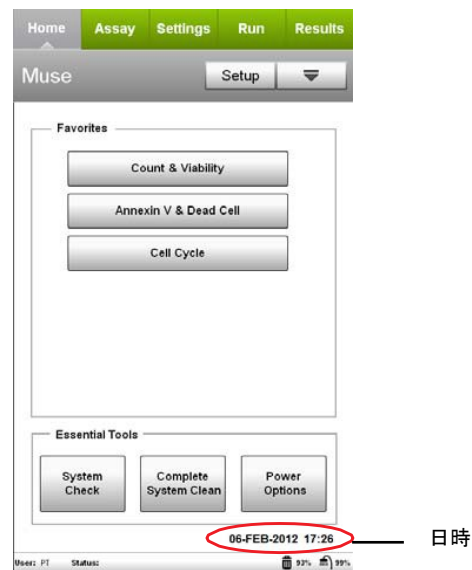 Home Assay Settings Run Results
Muse Setup
Favorites
Count & Viability
Annexin V & Dead Cell
Cell Cycle
Essential Tools
System Check
Complete System Clean
Power Options
06-FEB-2012 17:26
日時
User: PT Status: 93% 99%